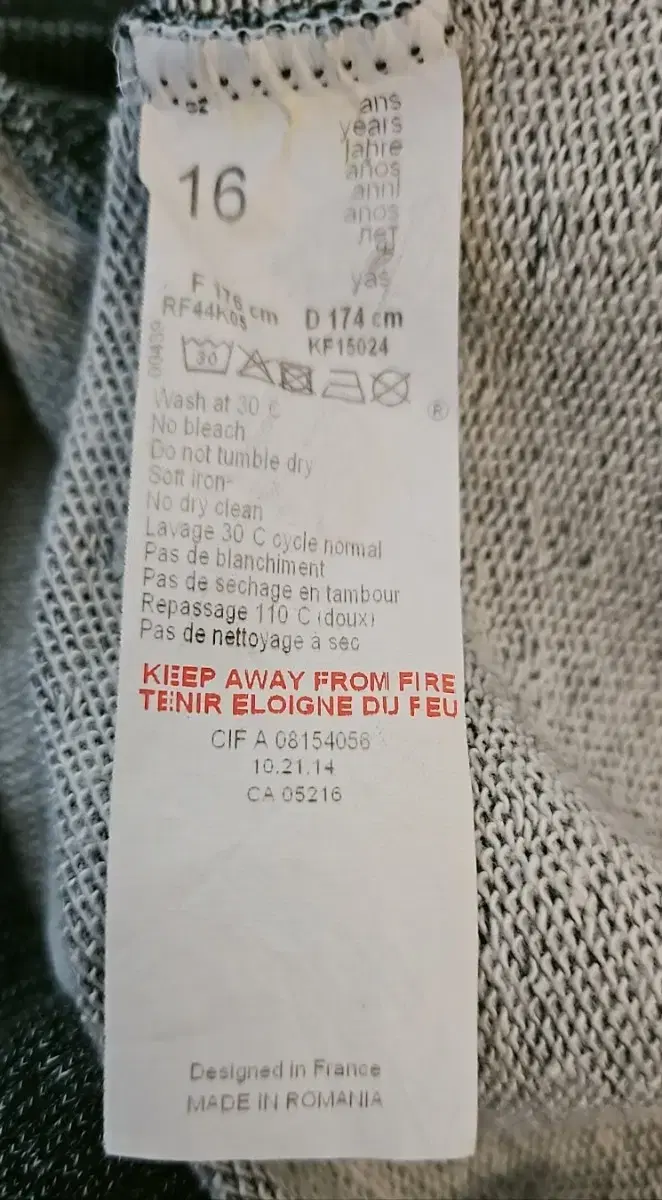 ans
years
Jahre
años
anni
anos
лет
yaş
16
F 176 cm
D 174 cm
RF44K05
KF15024
30
®
Wash at 30 C
No bleach
Do not tumble dry
Soft iron
No dry clean
Lavage 30 C cycle normal
Pas de blanchiment
Pas de sechage en tambour
Repassage 110 C (doux)
Pas de nettoyage à sec
KEEP AWAY FROM FIRE
TENIR ELOIGNE DU FEU
CIF A 08154056
10.21.14
CA 05216
Designed in France
MADE IN ROMANIA